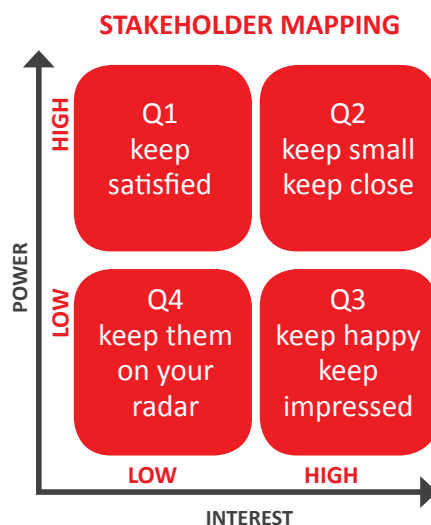 STAKEHOLDER MAPPING
HIGH
Q1
keep
satisfied
Q2
keep small
keep close
POWER
LOW
Q4
keep them
on your
radar
Q3
keep happy
keep
impressed
LOW
HIGH
INTEREST